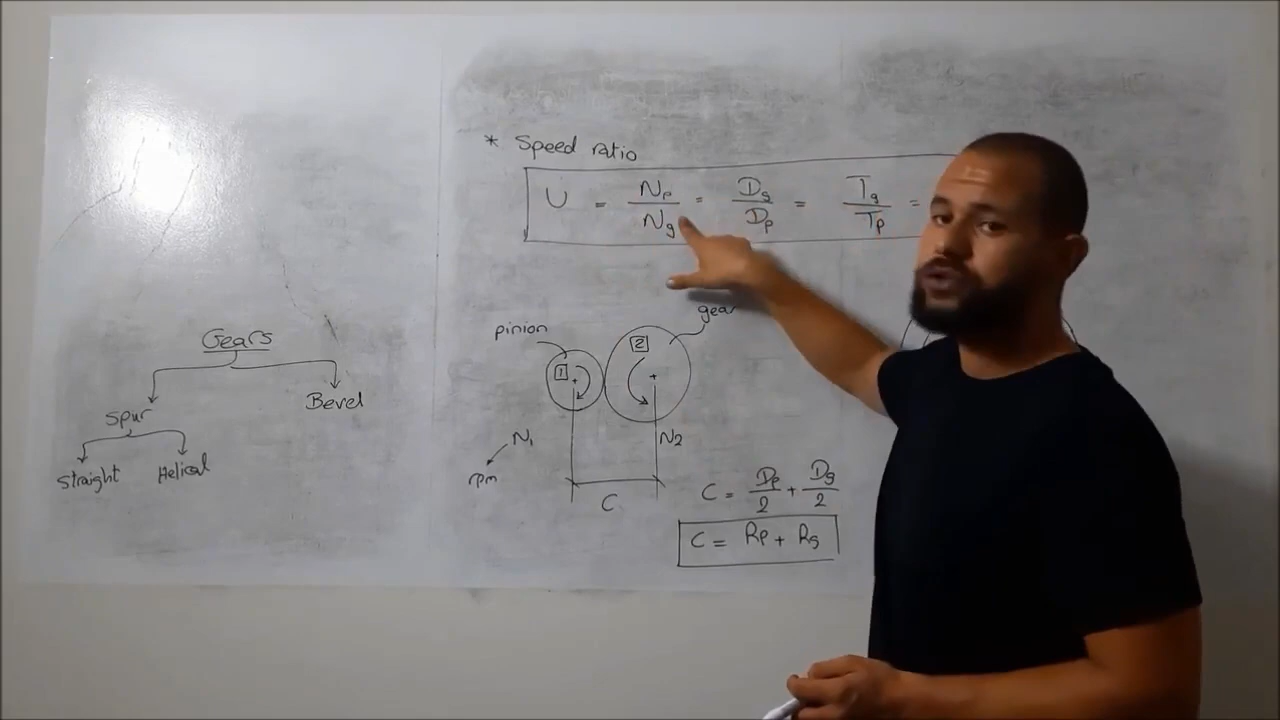 * Speed ratio
U = Np/Ng = Dg/Dp = Tg/Tp =
pinion
gear
1
2
N1
N2
rpm
C
C = Dp/2 + Dg/2
C = Rp + Rg
Gears
Spur
Bevel
Straight
Helical